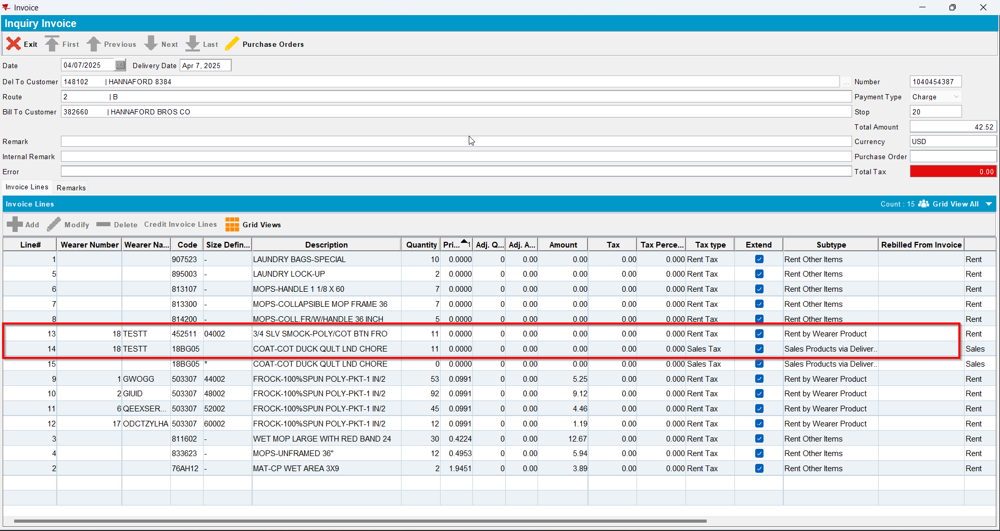 Invoice
Inquiry Invoice
Exit First Previous Next Last Purchase Orders
Date 04/07/2025 Delivery Date Apr 7, 2025
Del To Customer 148102 | HANNAFORD 8384 ... Number 1040454387
Route 2 | B Payment Type Charge
Bill To Customer 382660 | HANNAFORD BROS CO Stop 20
Total Amount 42.52
Remark Currency USD
Internal Remark Purchase Order
Error Total Tax 0.00
Invoice Lines Remarks
Invoice Lines Count : 15 Grid View All
Add Modify Delete Credit Invoice Lines Grid Views
Line# Wearer Number Wearer Na... Code Size Defin... Description Quantity Pri... 1 Adj. Q... Adj. A... Amount Tax Tax Perce... Tax type Extend Subtype Rebilled From Invoice
1 907523 - LAUNDRY BAGS-SPECIAL 10 0.0000 0 0.00 0.00 0.00 0.000 Rent Tax Rent Other Items Rent
5 895003 - LAUNDRY LOCK-UP 2 0.0000 0 0.00 0.00 0.00 0.000 Rent Tax Rent Other Items Rent
6 813107 - MOPS-HANDLE 1 1/8 X 60 7 0.0000 0 0.00 0.00 0.00 0.000 Rent Tax Rent Other Items Rent
7 813300 - MOPS-COLLAPSIBLE MOP FRAME 36 7 0.0000 0 0.00 0.00 0.00 0.000 Rent Tax Rent Other Items Rent
8 814200 - MOPS-COLL.FR/W/HANDLE 36 INCH 5 0.0000 0 0.00 0.00 0.00 0.000 Rent Tax Rent Other Items Rent
13 18 TESTT 452511 04002 3/4 SLV SMOCK-POLY/COT BTN FRO 11 0.0000 0 0.00 0.00 0.00 0.000 Rent Tax Rent by Wearer Product Rent
14 18 TESTT 18BG05 COAT-COT DUCK QULT LND CHORE 11 0.0000 0 0.00 0.00 0.00 0.000 Sales Tax Sales Products via Deliver.. Sales
15 18BG05 * COAT-COT DUCK QULT LND CHORE 0 0.0000 0 0.00 0.00 0.00 0.000 Sales Tax Sales Products via Deliver.. Sales
9 1 GWOGG 503307 44002 FROCK-100%SPUN POLY-PKT-1 IN/2 53 0.0991 0 0.00 5.25 0.00 0.000 Rent Tax Rent by Wearer Product Rent
10 2 GIUID 503307 48002 FROCK-100%SPUN POLY-PKT-1 IN/2 92 0.0991 0 0.00 9.12 0.00 0.000 Rent Tax Rent by Wearer Product Rent
11 6 QEEXSER... 503307 52002 FROCK-100%SPUN POLY-PKT-1 IN/2 45 0.0991 0 0.00 4.46 0.00 0.000 Rent Tax Rent by Wearer Product Rent
12 17 ODCTZYLHA 503307 60002 FROCK-100%SPUN POLY-PKT-1 IN/2 12 0.0991 0 0.00 1.19 0.00 0.000 Rent Tax Rent by Wearer Product Rent
3 811602 - WET MOP LARGE WITH RED BAND 24 30 0.4224 0 0.00 12.67 0.00 0.000 Rent Tax Rent Other Items Rent
4 833623 - MOPS-UNFRAMED 36" 12 0.4953 0 0.00 5.94 0.00 0.000 Rent Tax Rent Other Items Rent
2 76AH12 - MAT-CP WET AREA 3X9 2 1.9451 0 0.00 3.89 0.00 0.000 Rent Tax Rent Other Items Rent